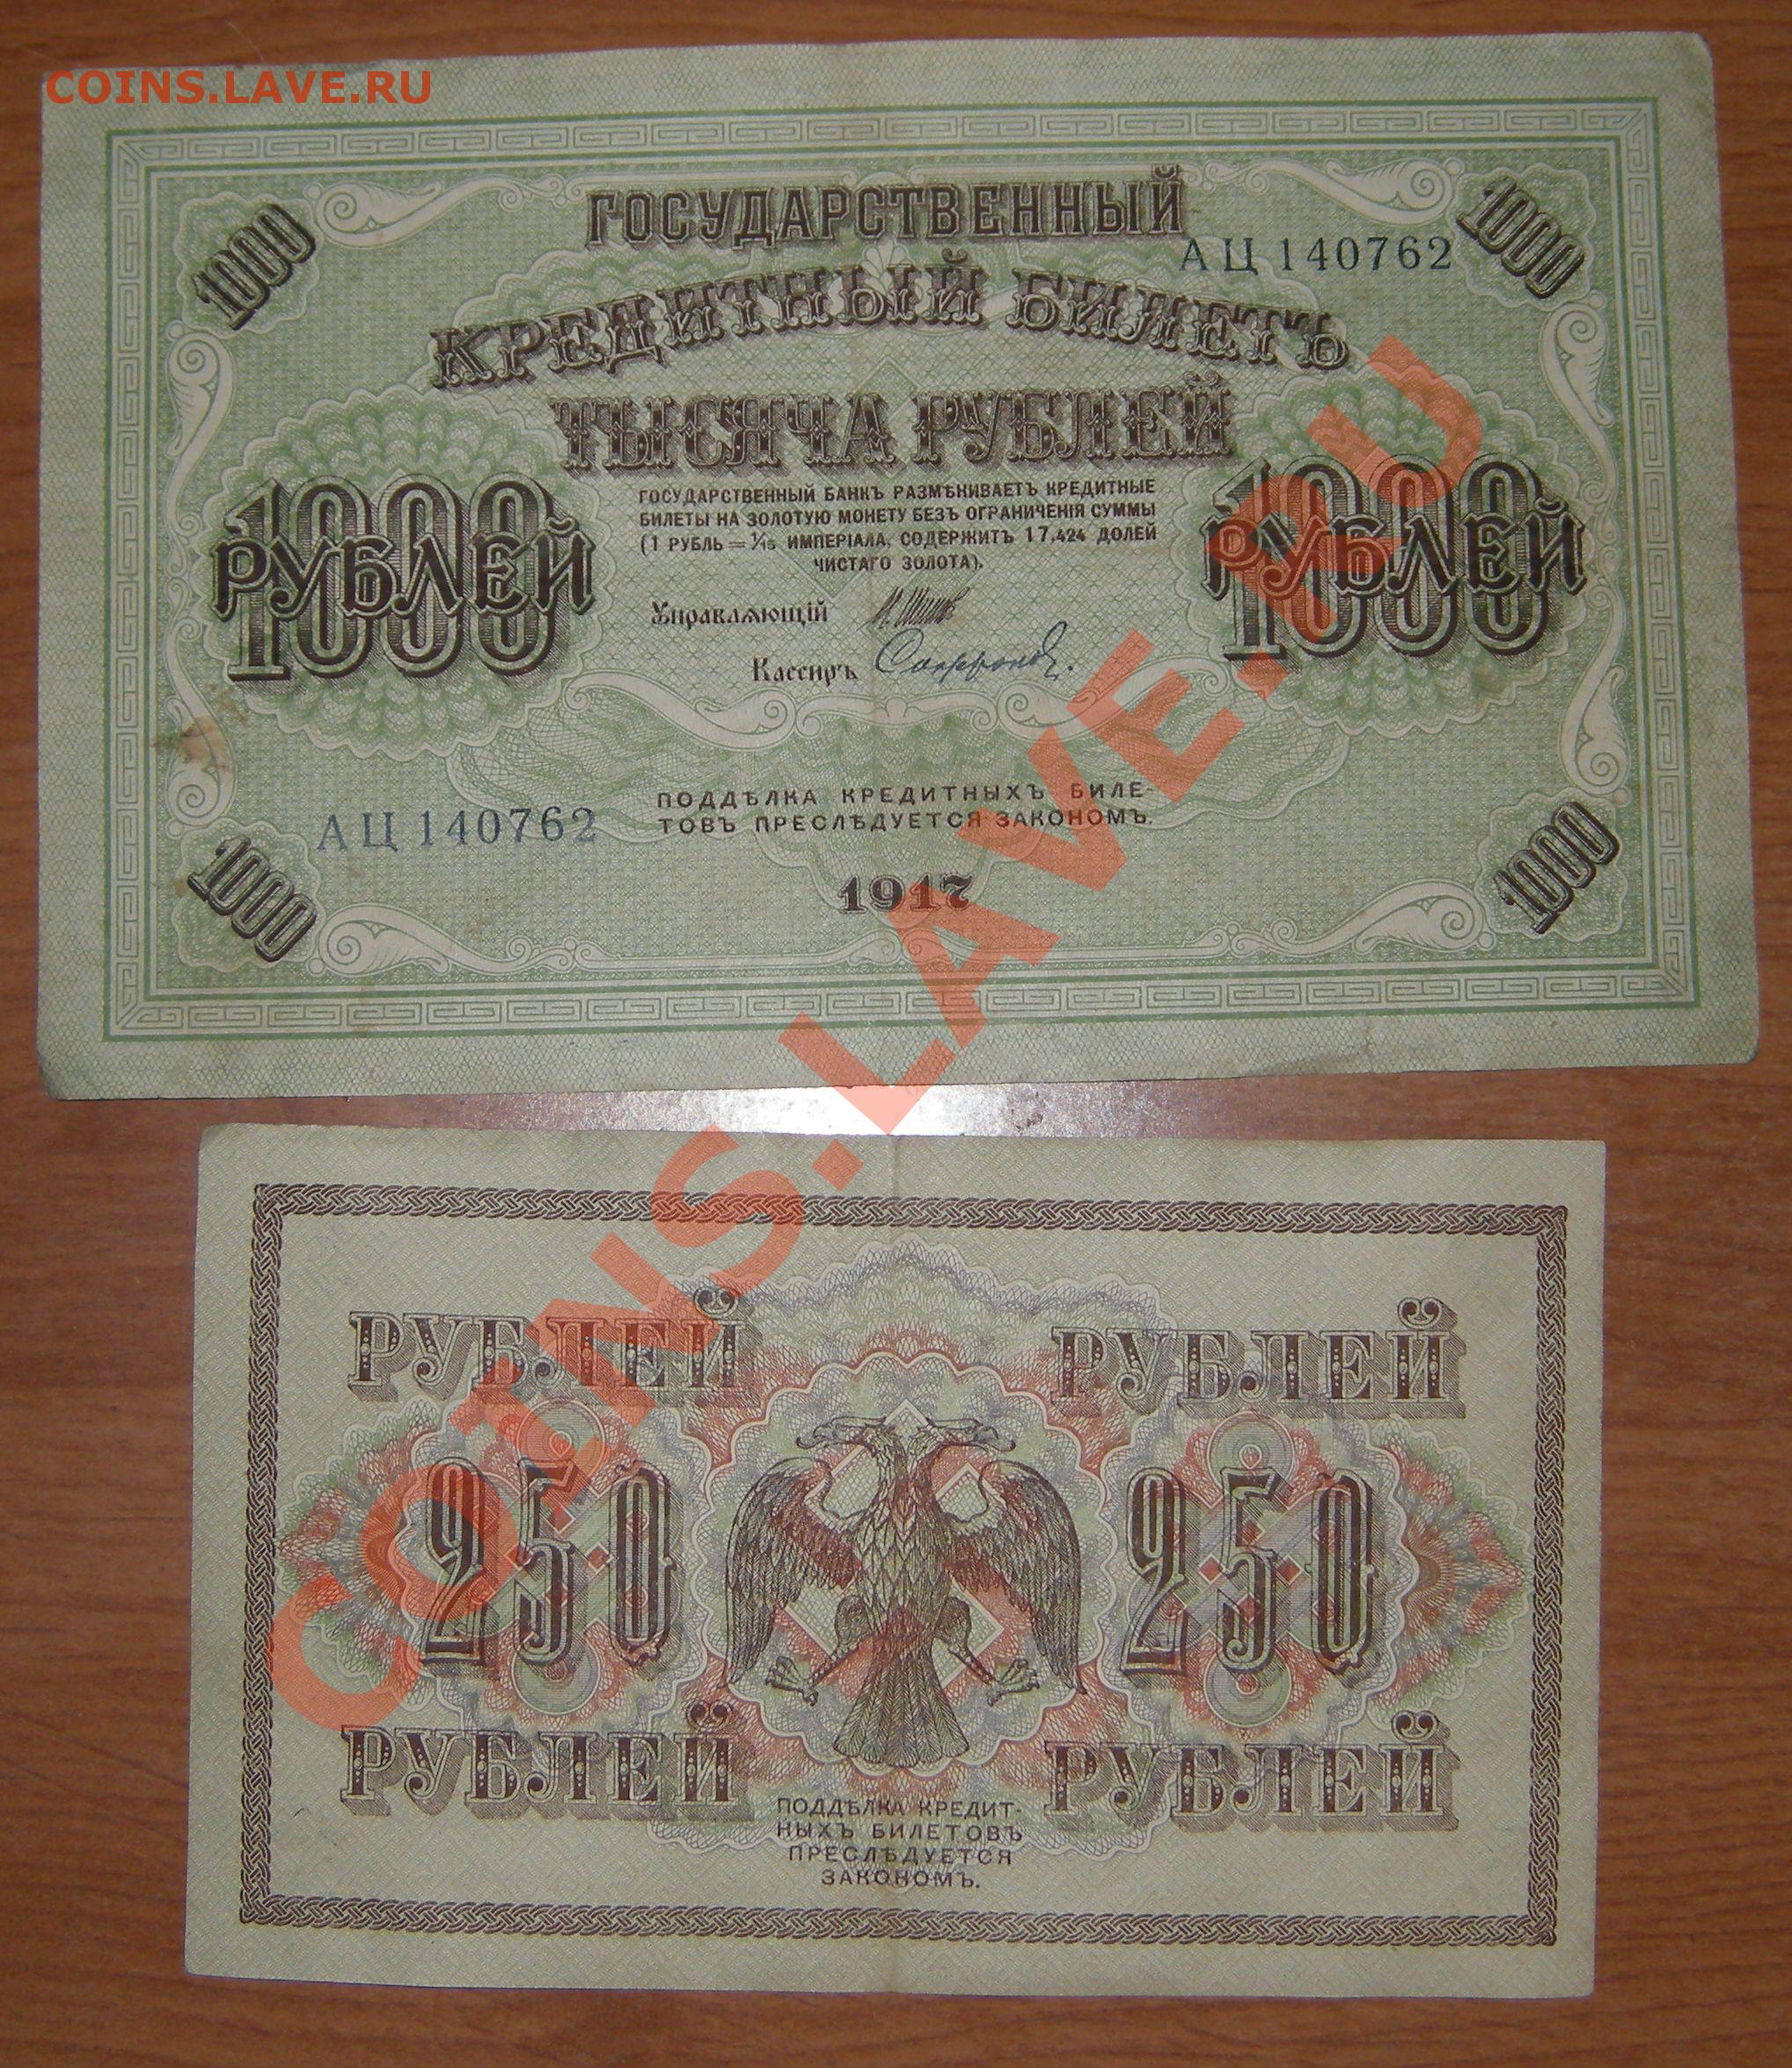 COINS.LAVE.RU
1000
ГОСУДАРСТВЕННЫЙ
АЦ 140762
1000
КРЕДИТНЫЙ БИЛЕТЪ
ТЫСЯЧА РУБЛЕЙ
1000
РУБЛЕЙ
ГОСУДАРСТВЕННЫЙ БАНКЪ РАЗМѢНИВАЕТЪ КРЕДИТНЫЕ
БИЛЕТЫ НА ЗОЛОТУЮ МОНЕТУ БЕЗЪ ОГРАНИЧЕНІЯ СУММЫ
(1 РУБЛЬ = 1/15 ИМПЕРІАЛА, СОДЕРЖИТЪ 17,424 ДОЛЕЙ
ЧИСТАГО ЗОЛОТА).
1000
РУБЛЕЙ
Управляющій
Кассиръ
АЦ 140762
ПОДДѢЛКА КРЕДИТНЫХЪ БИЛЕ-
ТОВЪ ПРЕСЛѢДУЕТСЯ ЗАКОНОМЪ.
1000
1917
1000
COINS.LAVE.RU
РУБЛЕЙ РУБЛЕЙ
250 250
РУБЛЕЙ РУБЛЕЙ
ПОДДѢЛКА КРЕДИТ-
НЫХЪ БИЛЕТОВЪ
ПРЕСЛѢДУЕТСЯ
ЗАКОНОМЪ.